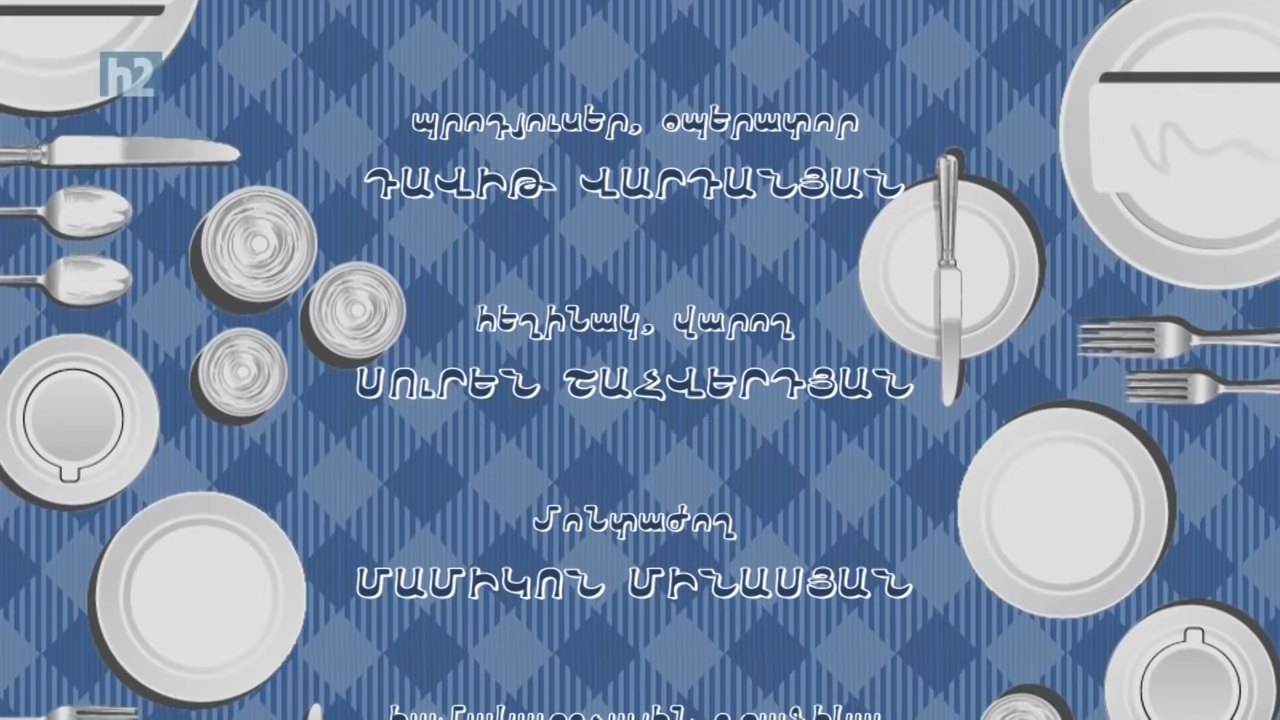 h2
պրոդյուսեր, օպերատոր
ԴԱՎԻԹ ՎԱՐԴԱՆՅԱՆ
հեղինակ, վարող
ՍՈւՐԵՆ ՇԱՀՎԵՐԴՅԱՆ
մոնտաժող
ՄԱՄԻԿՈՆ ՄԻՆԱՍՅԱՆ